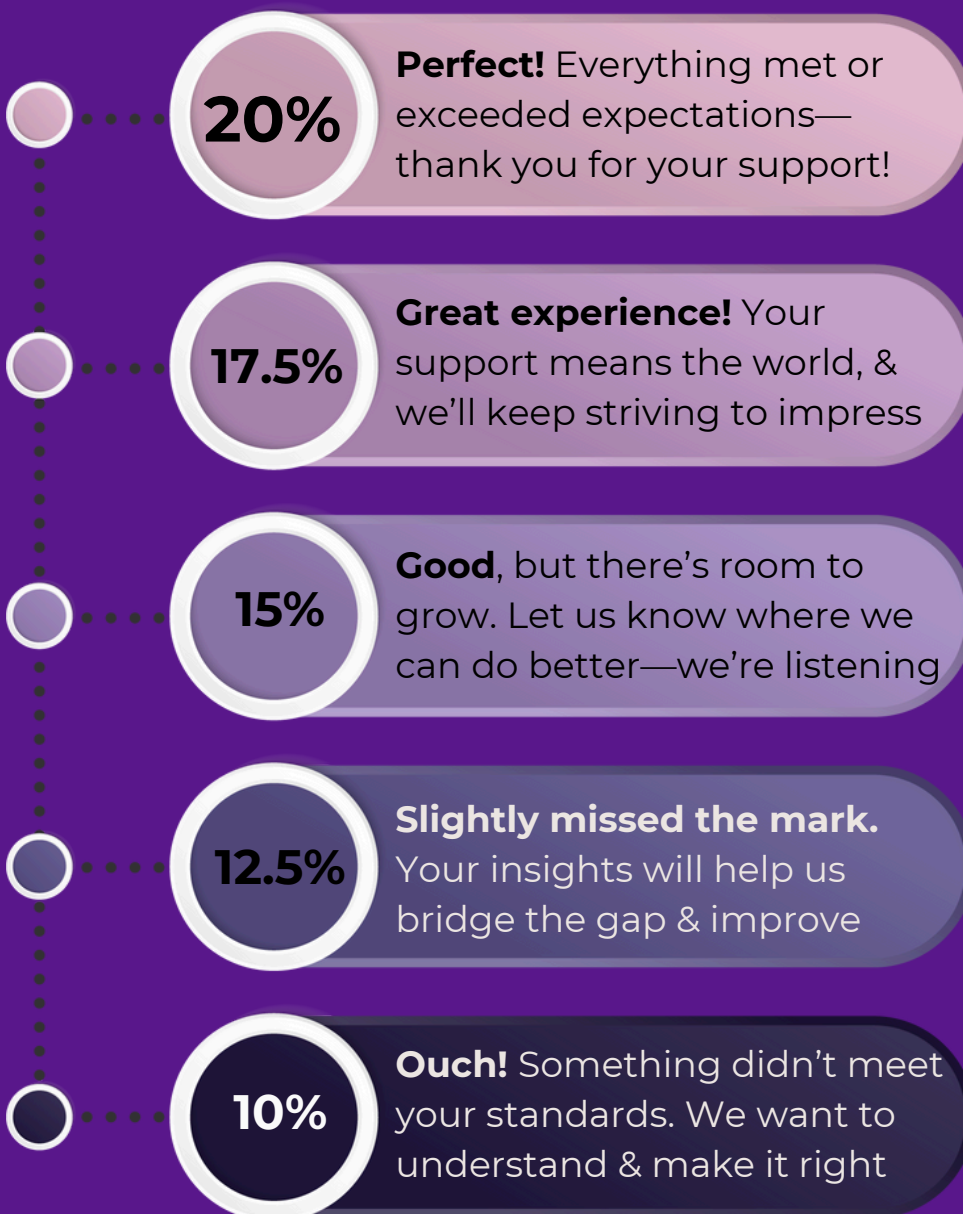 20%
Perfect! Everything met or
exceeded expectations—
thank you for your support!
17.5%
Great experience! Your
support means the world, &
we’ll keep striving to impress
15%
Good, but there’s room to
grow. Let us know where we
can do better—we’re listening
12.5%
Slightly missed the mark.
Your insights will help us
bridge the gap & improve
10%
Ouch! Something didn’t meet
your standards. We want to
understand & make it right